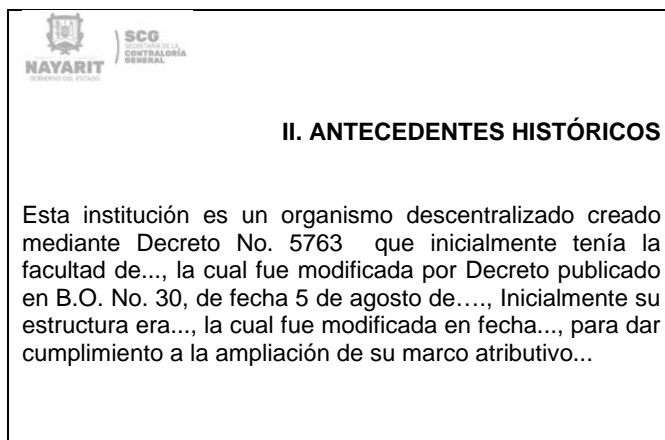 SCG
SECRETARÍA DE LA
CONTRALORÍA
GENERAL
NAYARIT
GOBIERNO DEL ESTADO
II. ANTECEDENTES HISTÓRICOS
Esta institución es un organismo descentralizado creado
mediante Decreto No. 5763 que inicialmente tenía la
facultad de..., la cual fue modificada por Decreto publicado
en B.O. No. 30, de fecha 5 de agosto de…., Inicialmente su
estructura era..., la cual fue modificada en fecha..., para dar
cumplimiento a la ampliación de su marco atributivo...